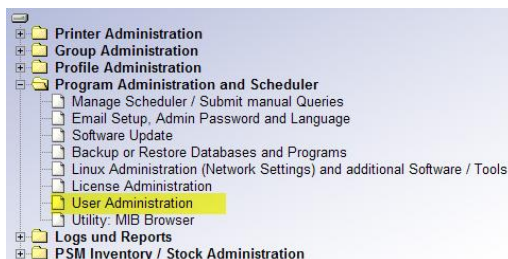 Printer Administration
Group Administration
Profile Administration
Program Administration and Scheduler
Manage Scheduler / Submit manual Queries
Email Setup, Admin Password and Language
Software Update
Backup or Restore Databases and Programs
Linux Administration (Network Settings) and additional Software / Tools
License Administration
User Administration
Utility: MIB Browser
Logs und Reports
PSM Inventory / Stock Administration